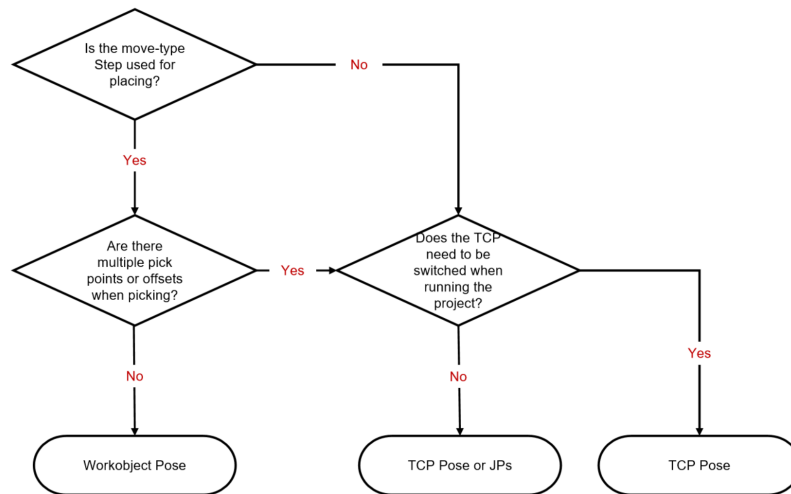 Is the move-type
Step used for
placing?
No
Yes
Are there
multiple pick
points or offsets
when picking?
Yes
Does the TCP
need to be
switched when
running the
project?
Yes
No
No
Workobject Pose
TCP Pose or JPs
TCP Pose